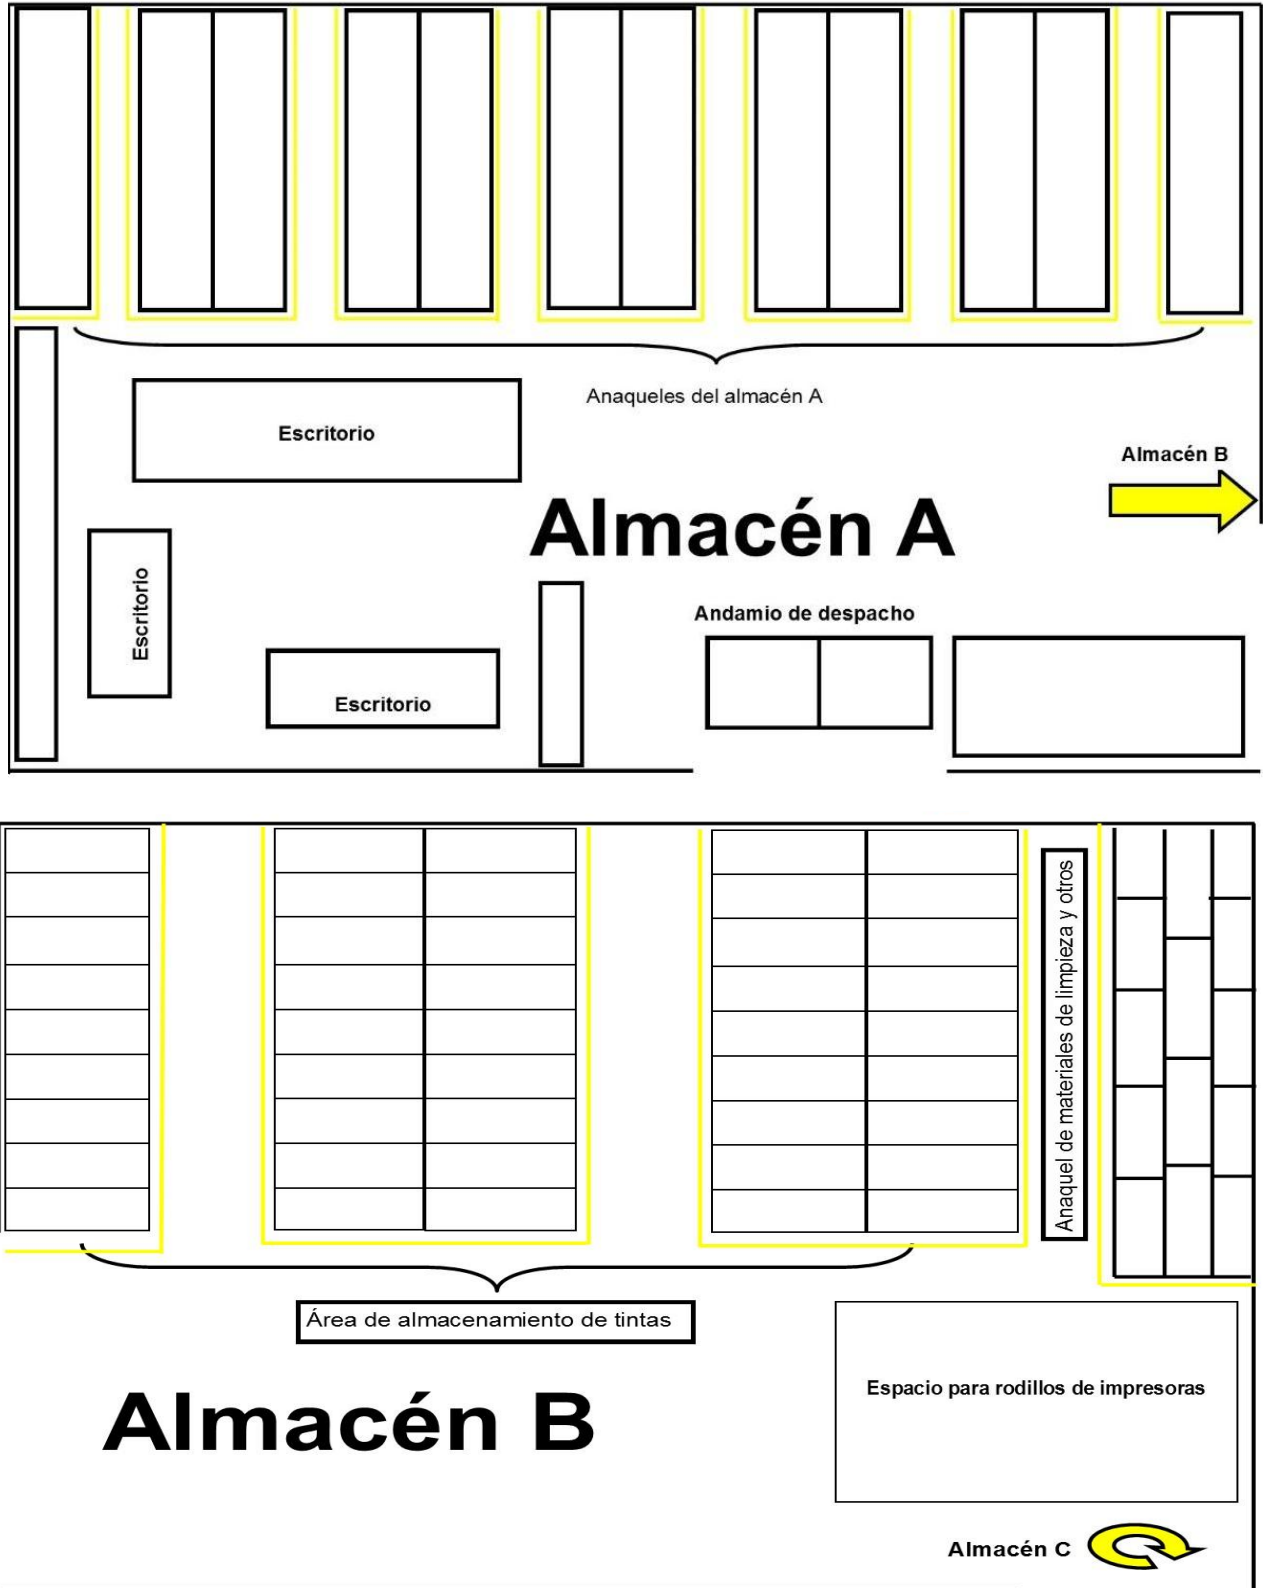 Anaqueles del almacén A
Escritorio
Almacén B
Almacén A
Escritorio
Andamio de despacho
Escritorio
Anaquel de materiales de limpieza y otros
Área de almacenamiento de tintas
Espacio para rodillos de impresoras
Almacén B
Almacén C